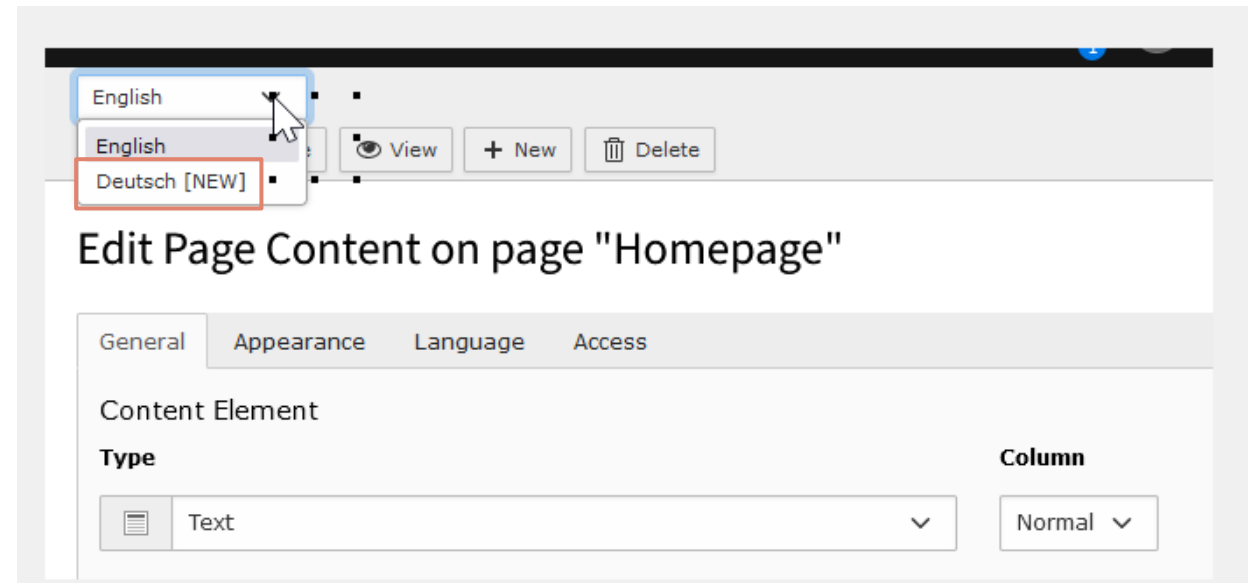 English
English
View + New Delete
Deutsch [NEW]
Edit Page Content on page "Homepage"
General Appearance Language Access
Content Element
Type Column
Text Normal